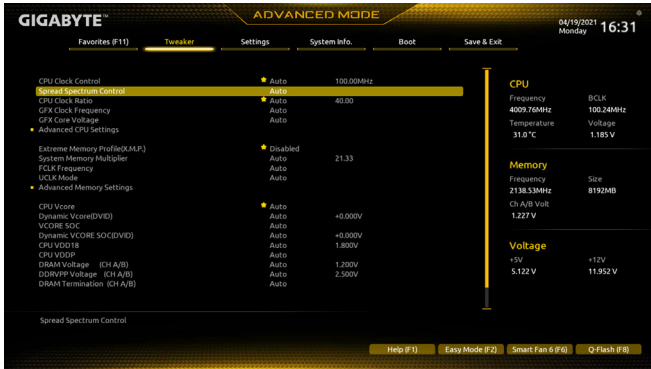 GIGABYTE™
ADVANCED MODE
04/19/2021 Monday 16:31
Favorites (F11) Tweaker Settings System Info. Boot Save & Exit
CPU Clock Control Auto 100.00MHz
Spread Spectrum Control Auto
CPU Clock Ratio Auto 40.00
GFX Clock Frequency Auto
GFX Core Voltage Auto
Advanced CPU Settings
Extreme Memory Profile(X.M.P.) Disabled
System Memory Multiplier Auto 21.33
FCLK Frequency Auto
UCLK Mode Auto
Advanced Memory Settings
CPU Vcore Auto
Dynamic Vcore(DVID) Auto +0.000V
VCORE SOC Auto
Dynamic VCORE SOC(DVID) Auto +0.000V
CPU VDD18 Auto 1.800V
CPU VDDP Auto
DRAM Voltage (CH A/B) Auto 1.200V
DDRVPP Voltage (CH A/B) Auto 2.500V
DRAM Termination (CH A/B) Auto
CPU
Frequency BCLK
4009.76MHz 100.24MHz
Temperature Voltage
31.0°C 1.185 V
Memory
Frequency Size
2138.53MHz 8192MB
Ch A/B Volt
1.227 V
Voltage
+5V +12V
5.122 V 11.952 V
Spread Spectrum Control
Help (F1) Easy Mode (F2) Smart Fan 6 (F6) Q-Flash (F8)